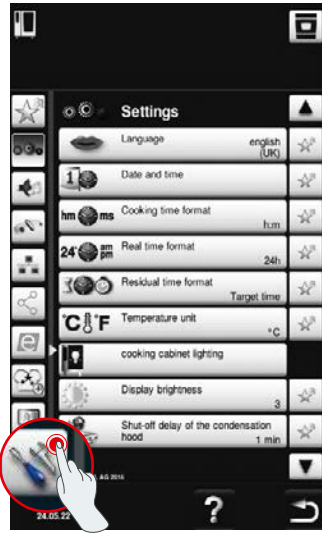 Settings
Language
english
(UK)
1
Date and time
hm ms
Cooking time format
h:m
24 am
pm
Real time format
24h
Residual time format
Target time
°C °F
Temperature unit
°C
cooking cabinet lighting
Display brightness
3
Shut-off delay of the condensation
hood
1 min
AG 2016
24.05.22
?